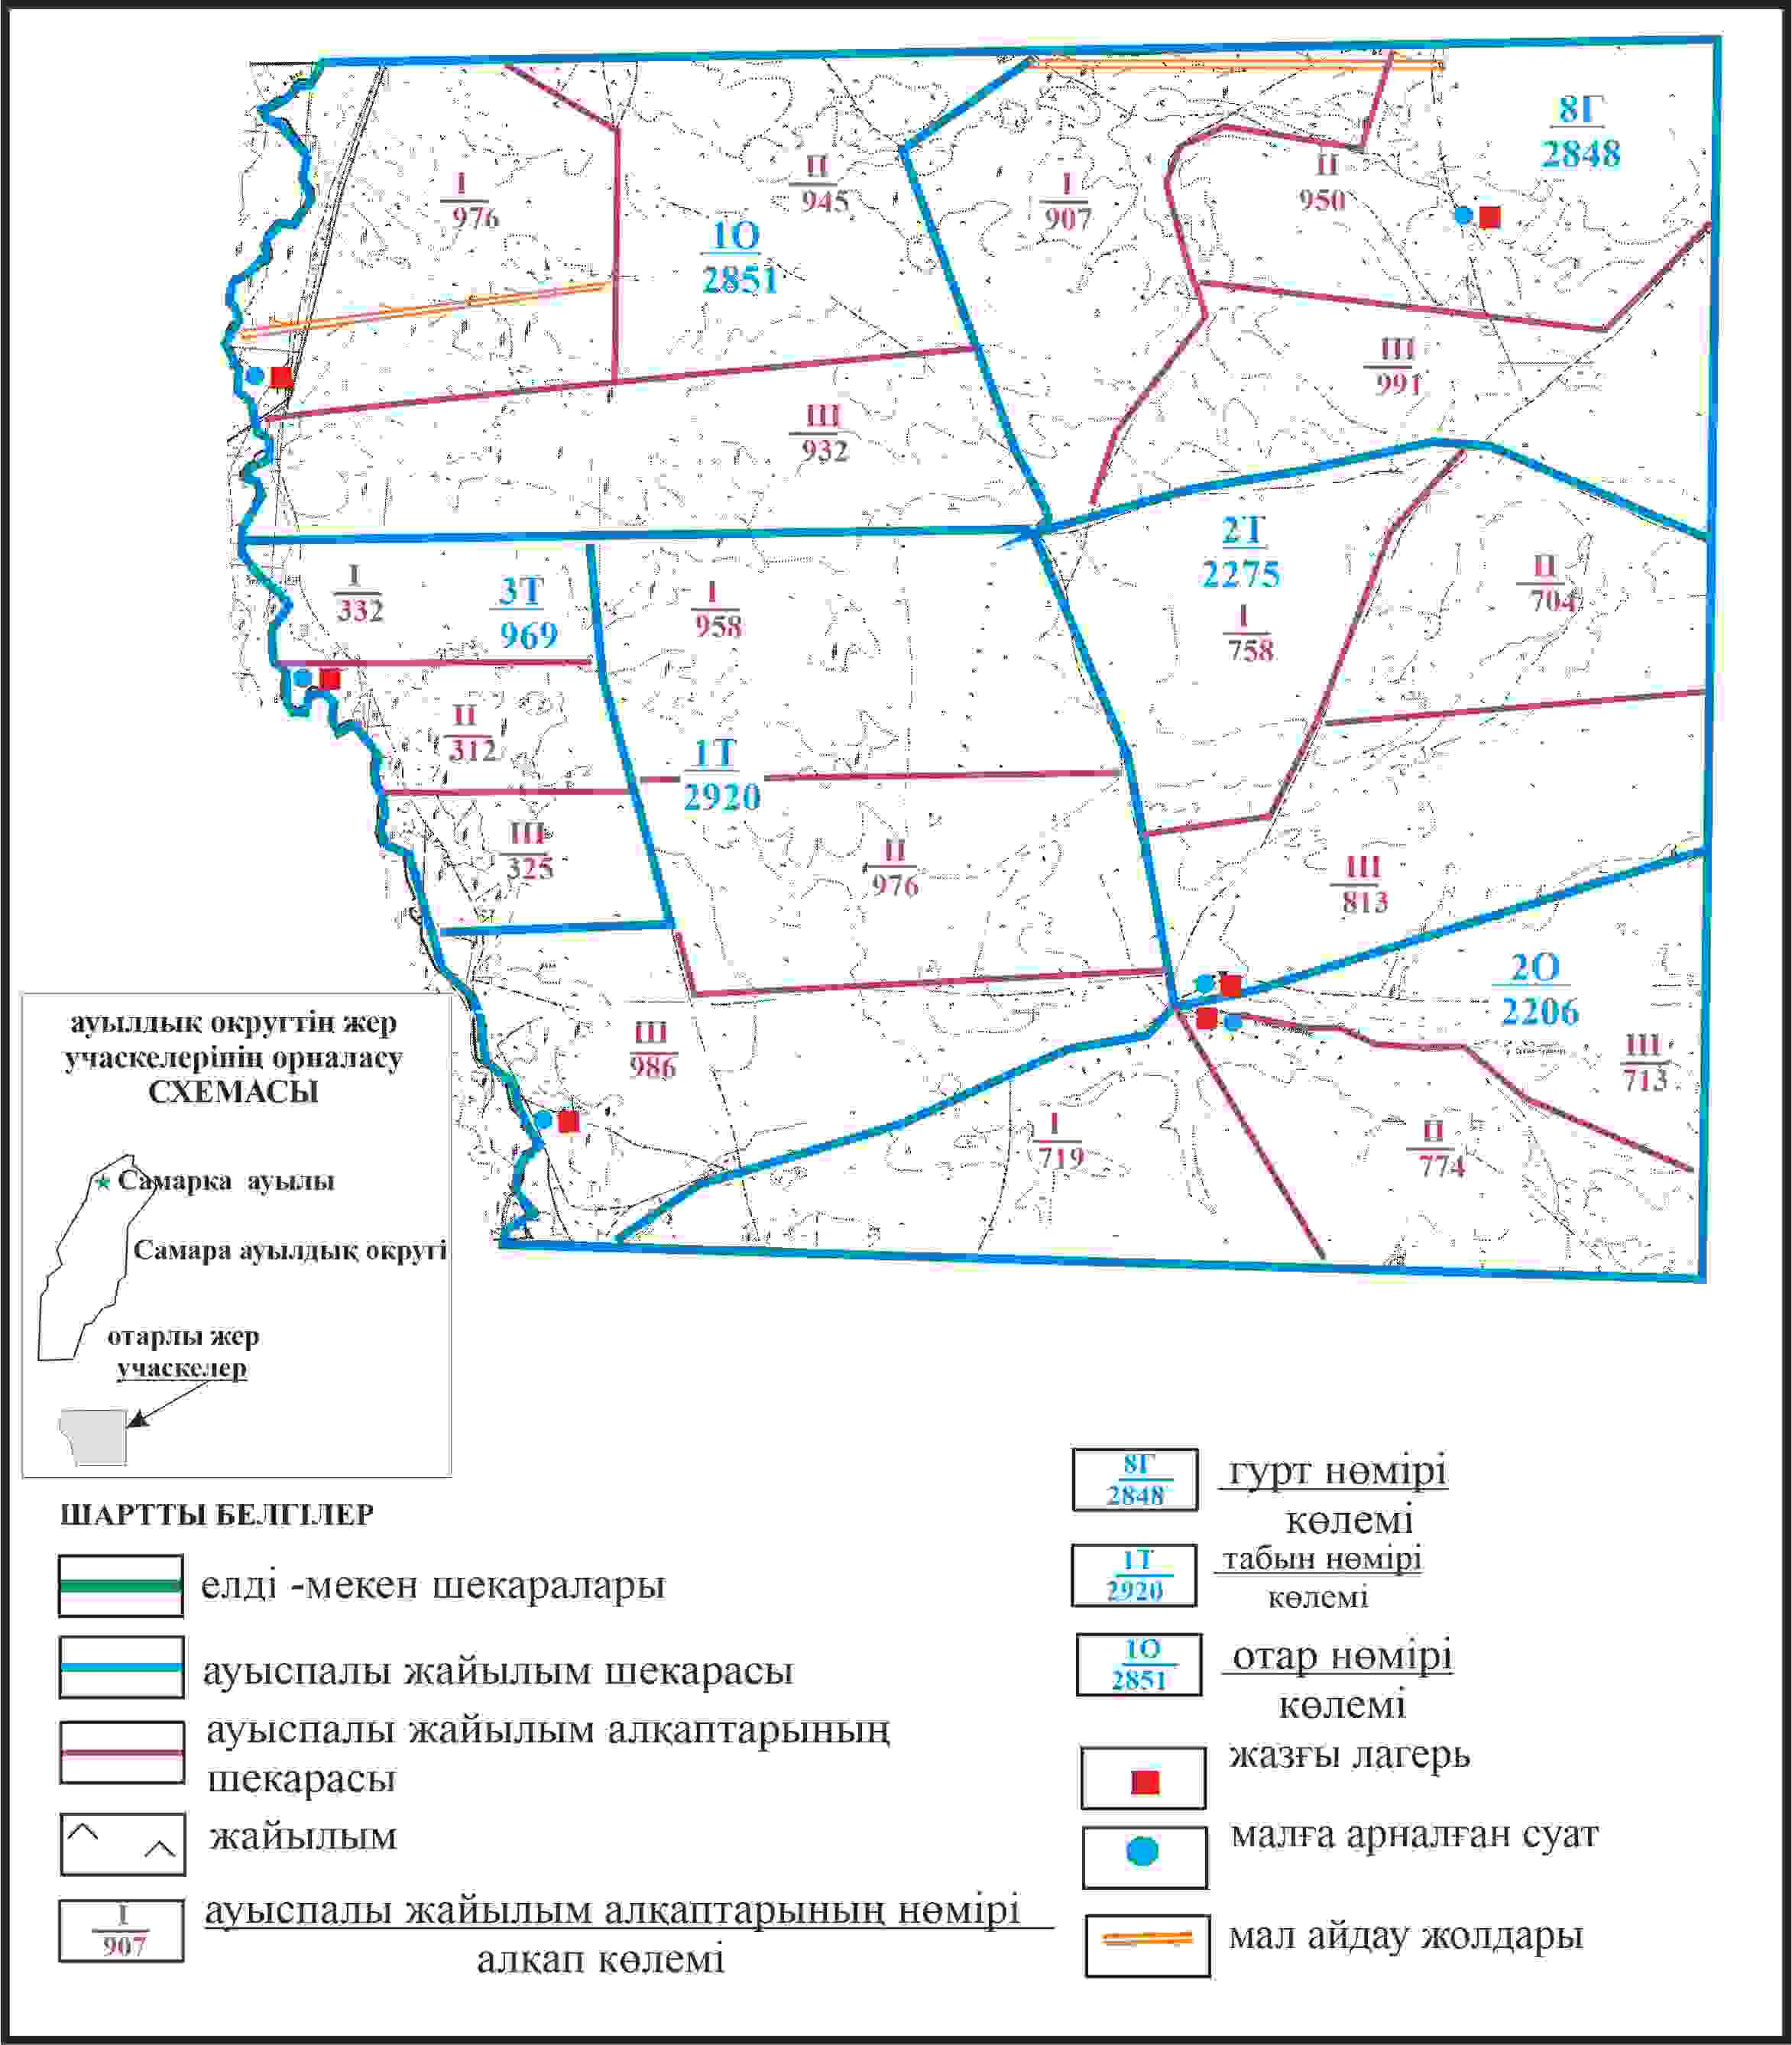 8Г
2848
I
976
II
945
1О
2851
I
907
II
950
III
991
III
932
2Т
2275
I
332
3Т
969
I
958
I
758
II
704
II
312
1Т
2920
III
325
II
976
III
813
2О
2206
III
986
III
713
I
719
II
774
ауылдық округтің жер
учаскелерінің орналасу
СХЕМАСЫ
Самарка ауылы
Самара ауылдық округі
отарлы жер
учаскелер
ШАРТТЫ БЕЛГІЛЕР
елді -мекен шекаралары
ауыспалы жайылым шекарасы
ауыспалы жайылым алқаптарының
шекарасы
жайылым
I
907
ауыспалы жайылым алқаптарының нөмірі
алқап көлемі
8Г
2848
гурт нөмірі
көлемі
1Т
2920
табын нөмірі
көлемі
1О
2851
отар нөмірі
көлемі
жазғы лагерь
малға арналған суат
мал айдау жолдары